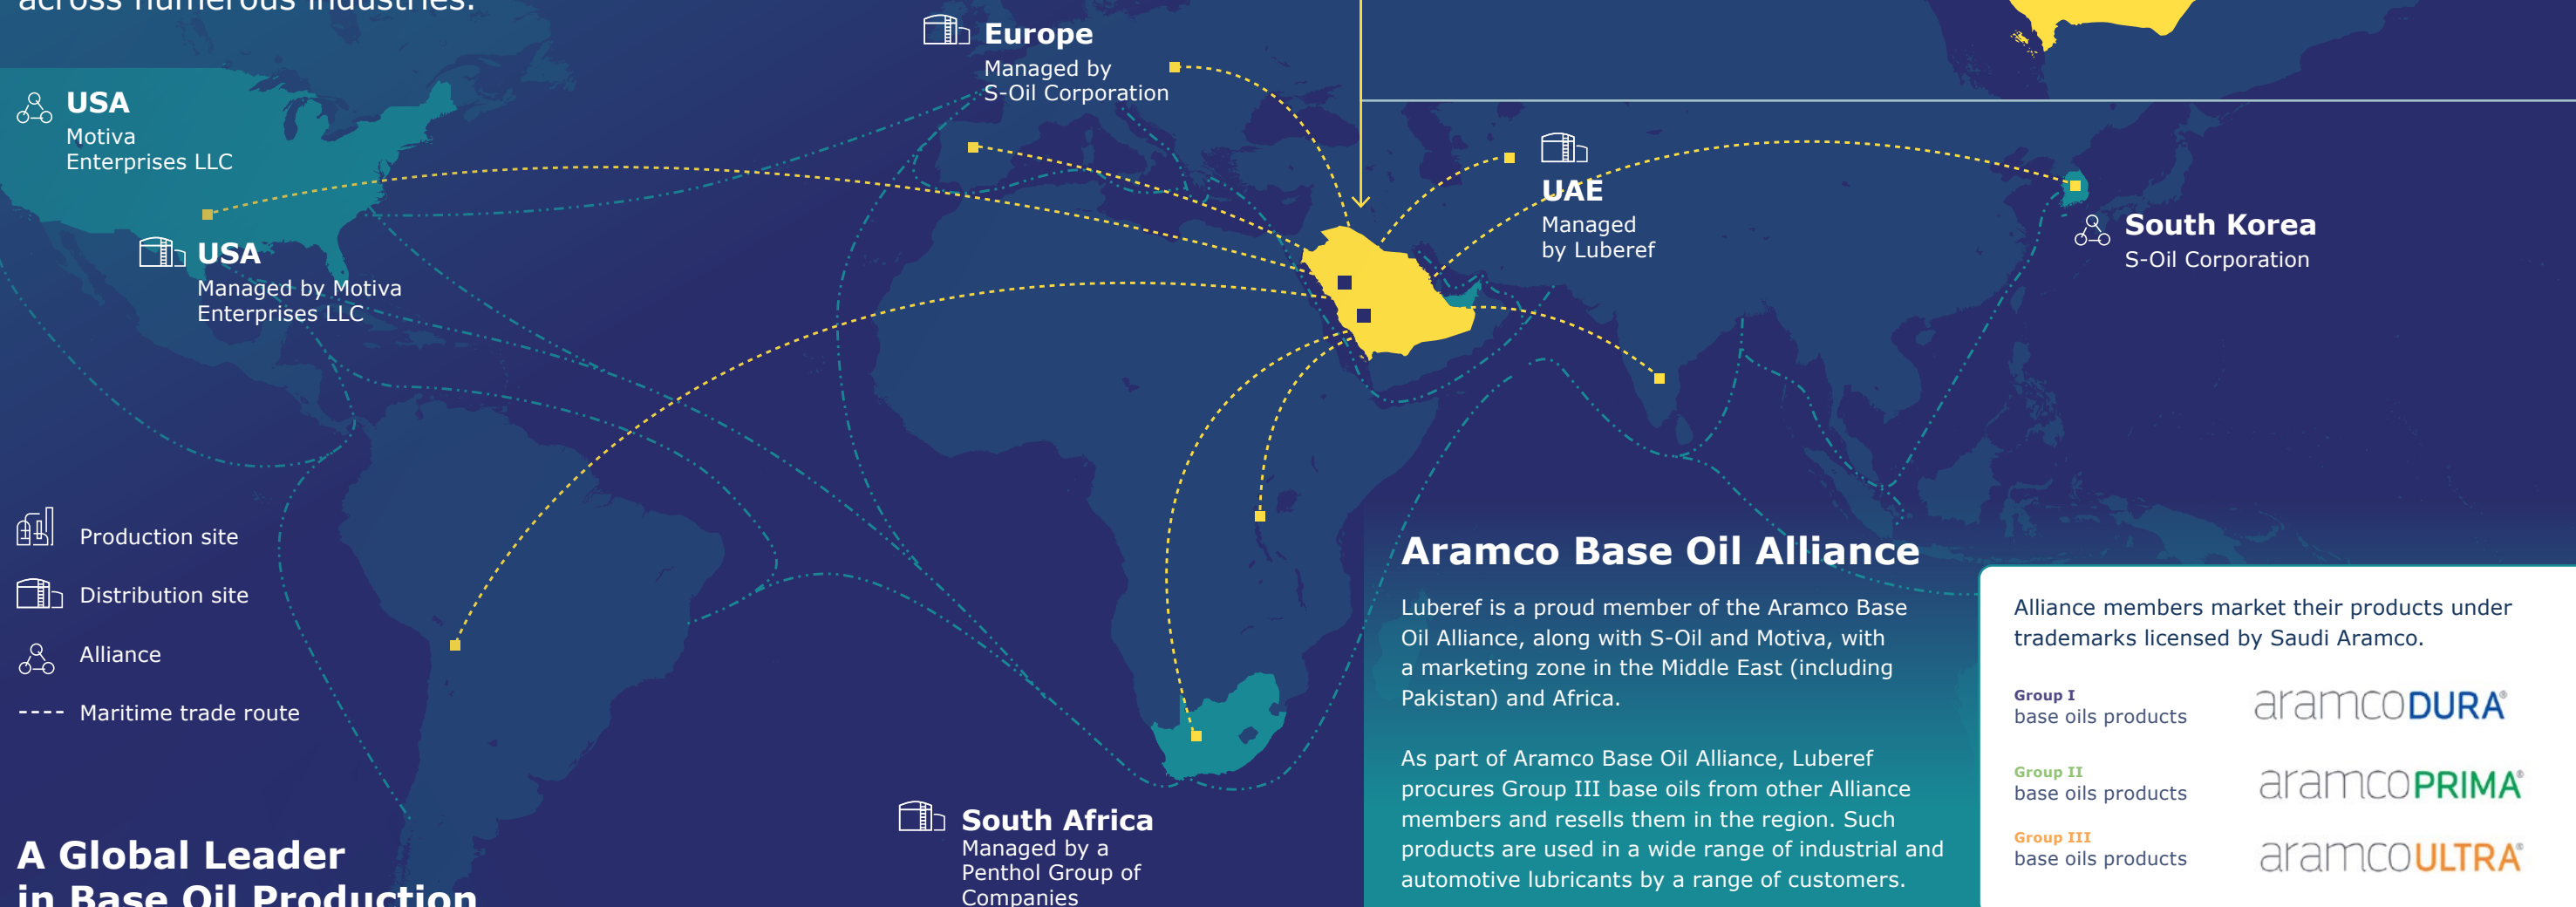 across numerous industries.
Europe
Managed by
S-Oil Corporation
USA
Motiva
Enterprises LLC
USA
Managed by Motiva
Enterprises LLC
UAE
Managed
by Luberef
South Korea
S-Oil Corporation
Production site
Distribution site
Alliance
Maritime trade route
South Africa
Managed by a
Penthol Group of
Companies
A Global Leader
in Base Oil Production
Aramco Base Oil Alliance
Luberef is a proud member of the Aramco Base
Oil Alliance, along with S-Oil and Motiva, with
a marketing zone in the Middle East (including
Pakistan) and Africa.
As part of Aramco Base Oil Alliance, Luberef
procures Group III base oils from other Alliance
members and resells them in the region. Such
products are used in a wide range of industrial and
automotive lubricants by a range of customers.
Alliance members market their products under
trademarks licensed by Saudi Aramco.
Group I
base oils products
aramcoDURA®
Group II
base oils products
aramcoPRIMA®
Group III
base oils products
aramcoULTRA®